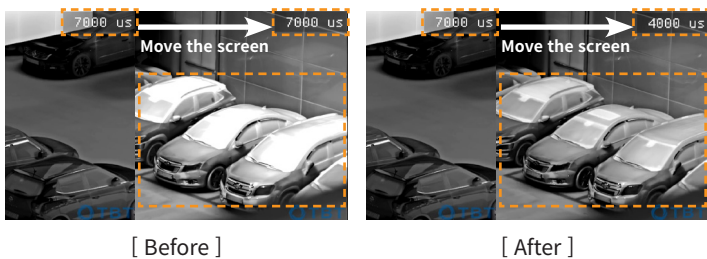 7000 us
7000 us
Move the screen
[ Before ]
7000 us
4000 us
Move the screen
[ After ]